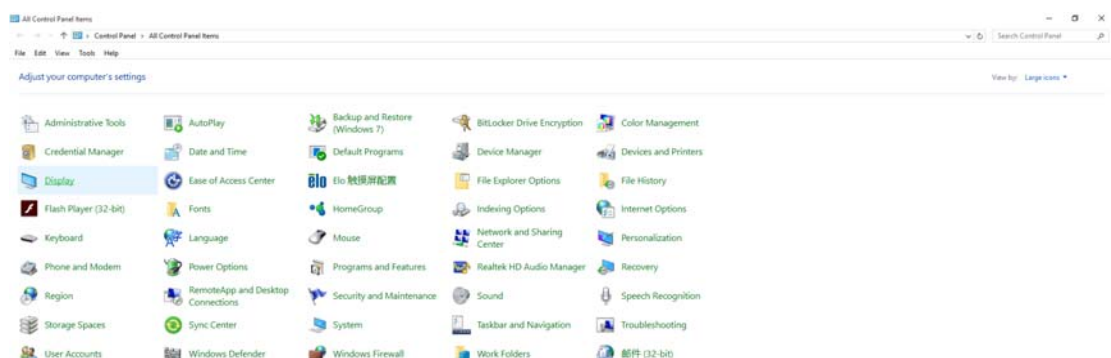 All Control Panel Items
Control Panel › All Control Panel Items
Search Control Panel
File Edit View Tools Help
Adjust your computer's settings
View by: Large icons
Administrative Tools
AutoPlay
Backup and Restore
(Windows 7)
BitLocker Drive Encryption
Color Management
Credential Manager
Date and Time
Default Programs
Device Manager
Devices and Printers
Display
Ease of Access Center
elo
Elo 触摸屏配置
File Explorer Options
File History
Flash Player (32-bit)
Fonts
HomeGroup
Indexing Options
Internet Options
Keyboard
Language
Mouse
Network and Sharing
Center
Personalization
Phone and Modem
Power Options
Programs and Features
Realtek HD Audio Manager
Recovery
Region
RemoteApp and Desktop
Connections
Security and Maintenance
Sound
Speech Recognition
Storage Spaces
Sync Center
System
Taskbar and Navigation
Troubleshooting
User Accounts
Windows Defender
Windows Firewall
Work Folders
邮件 (32-bit)